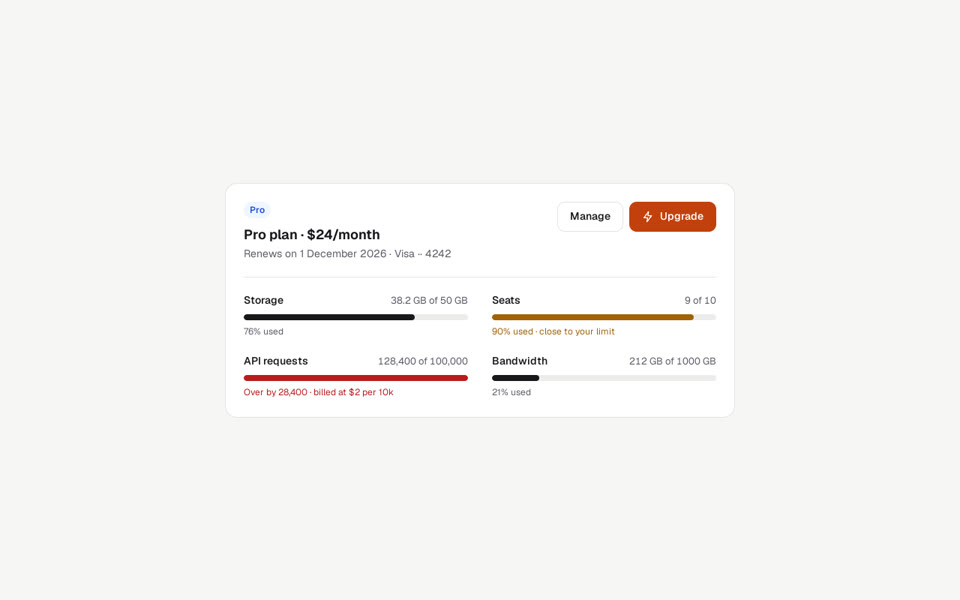 Pro
Manage
Upgrade
Pro plan · $24/month
Renews on 1 December 2026 · Visa ·· 4242
Storage
38.2 GB of 50 GB
76% used
Seats
9 of 10
90% used · close to your limit
API requests
128,400 of 100,000
Over by 28,400 · billed at $2 per 10k
Bandwidth
212 GB of 1000 GB
21% used